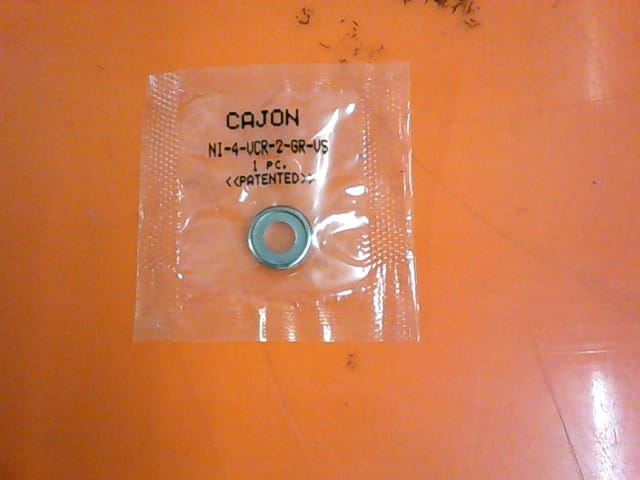 CAJON
NI-4-VCR-2-GR-VS
1 PC.
<<PATENTED>>